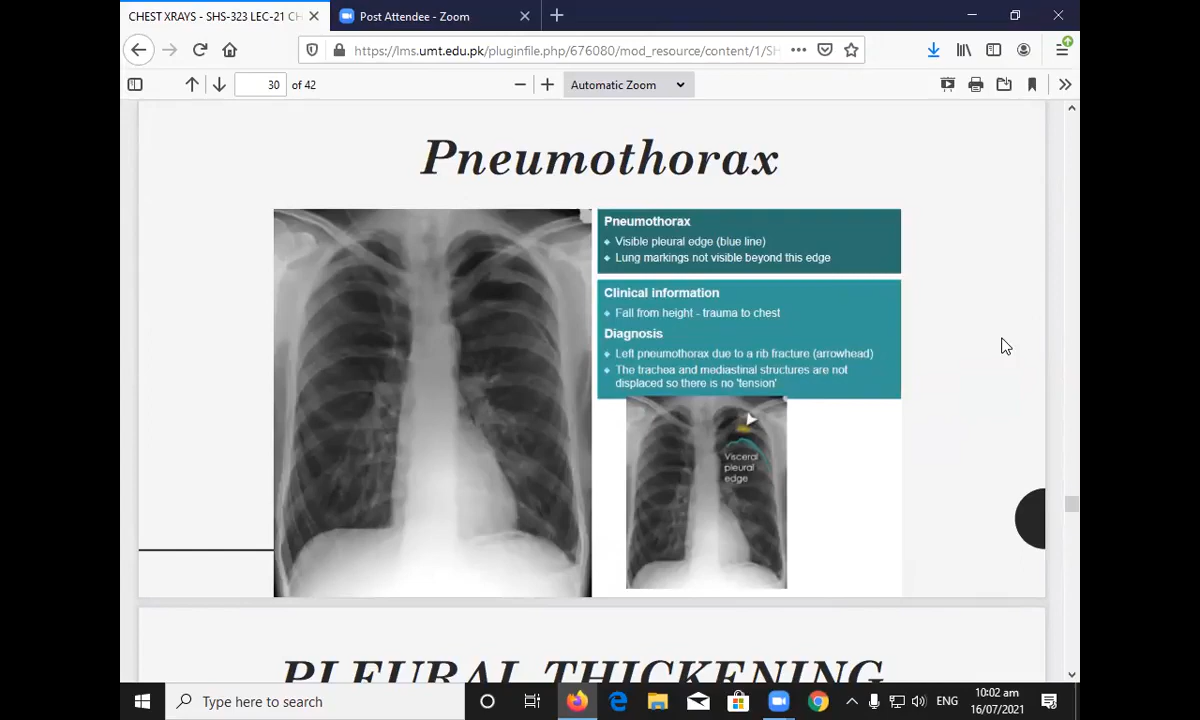 CHEST XRAYS - SHS-323 LEC-21 CH
Post Attendee - Zoom
https://lms.umt.edu.pk/pluginfile.php/676080/mod_resource/content/1/SH
30 of 42
Automatic Zoom
Pneumothorax
Pneumothorax
Visible pleural edge (blue line)
Lung markings not visible beyond this edge
Clinical information
Fall from height - trauma to chest
Diagnosis
Left pneumothorax due to a rib fracture (arrowhead)
The trachea and mediastinal structures are not
displaced so there is no 'tension'
Visceral
pleural
edge
PLEURAL THICKENING
Type here to search
ENG
10:02 am
16/07/2021